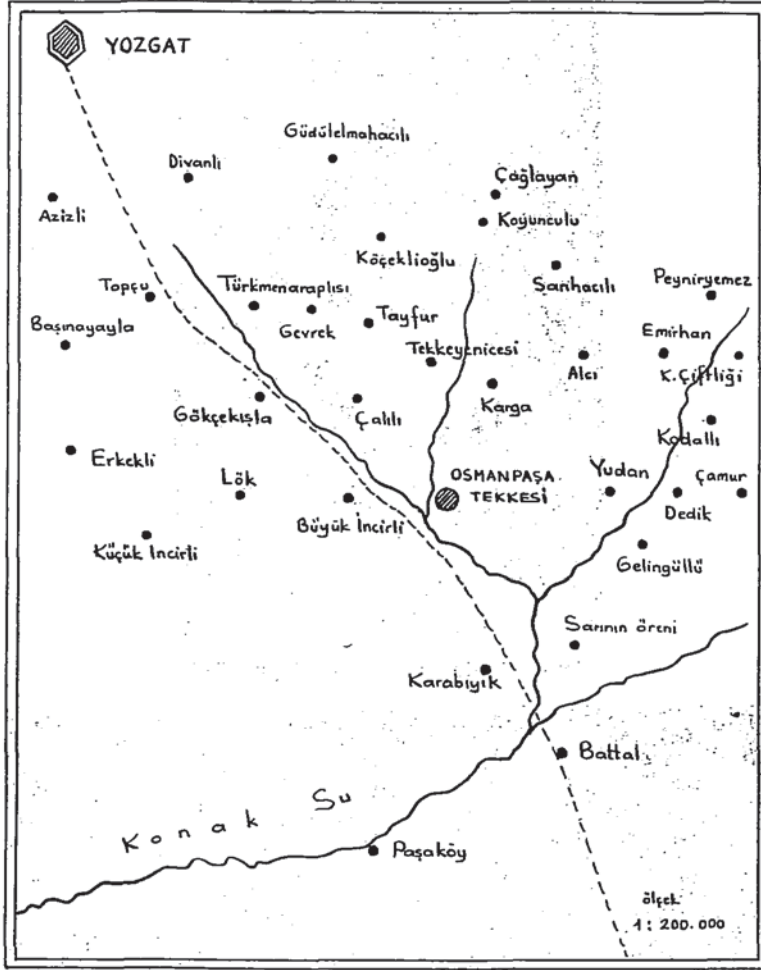 YOZGAT
Güdülelmahacılı
Divanlı
Çağlayan
Azizli
Koyunculu
Köçeklioğlu
Sarıhacılı
Peyniryemez
Topçu
Türkmenaraplısı
Gevrek
Tayfur
Emirhan
Başınayayla
Tekkeyenicesi
Alcı
K.Çiftliği
Gökçekışla
Çalılı
Karga
Kodallı
Erkekli
Lök
OSMANPAŞA
TEKKESİ
Yudan
Çamur
Büyük İncirli
Dedik
Küçük İncirli
Gelingüllü
Sarının öreni
Karabıyık
Battal
Konak Su
Paşaköy
ölçek
1: 200.000